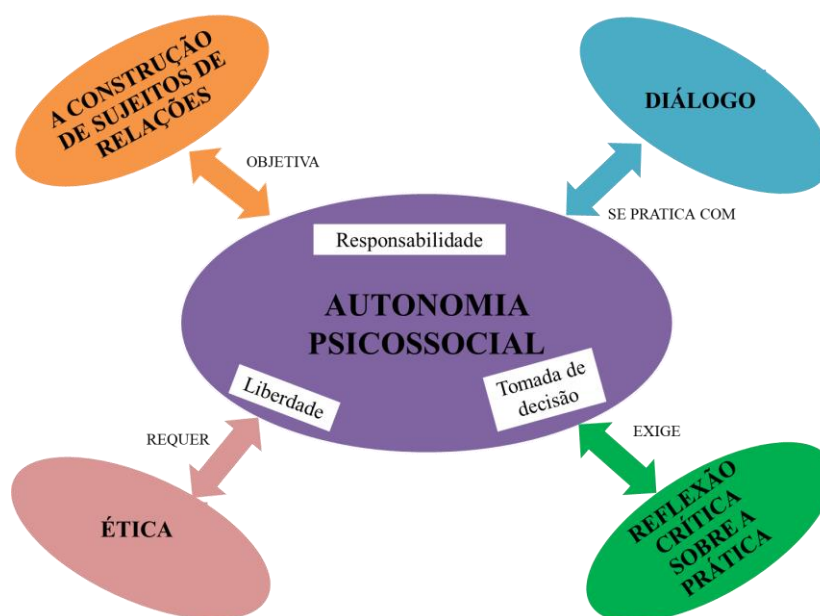 A CONSTRUÇÃO
DE SUJEITOS DE
RELAÇÕES
DIÁLOGO
OBJETIVA
SE PRATICA COM
Responsabilidade
AUTONOMIA
PSICOSSOCIAL
Liberdade
Tomada de
decisão
REQUER
EXIGE
ÉTICA
REFLEXÃO
CRÍTICA
SOBRE A
PRÁTICA